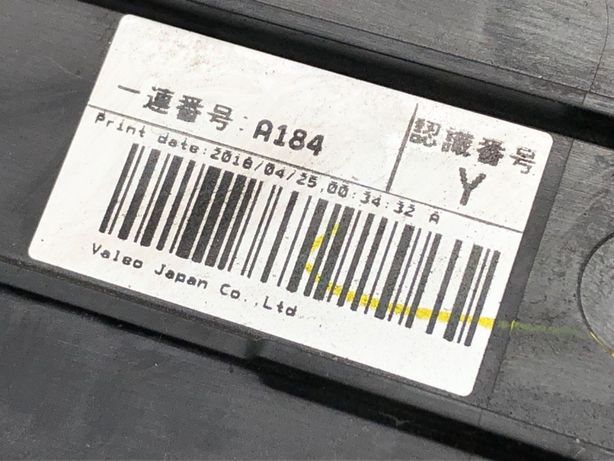 一連番号:A184
認識番号
Y
Print date:2018/04/25,00:34:32 A
Valeo Japan Co.,Ltd